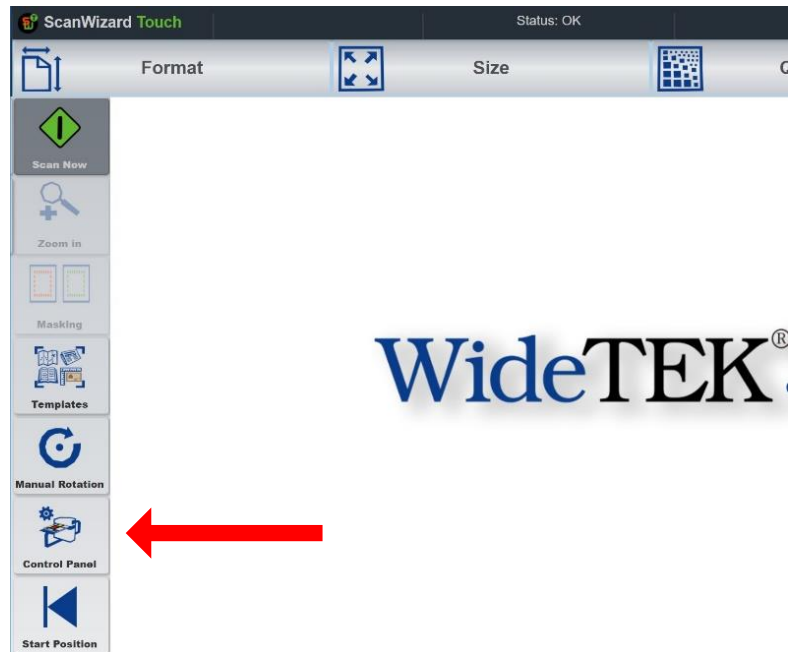 ScanWizard Touch
Status: OK
Format
Size
Q
Scan Now
Zoom in
Masking
Templates
WideTEK®
Manual Rotation
Control Panel
Start Position